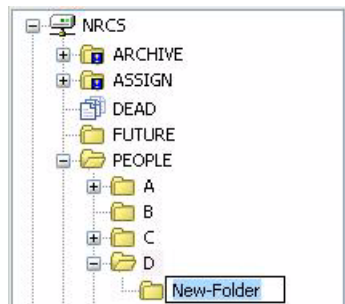 NRCS
ARCHIVE
ASSIGN
DEAD
FUTURE
PEOPLE
A
B
C
D
New-Folder